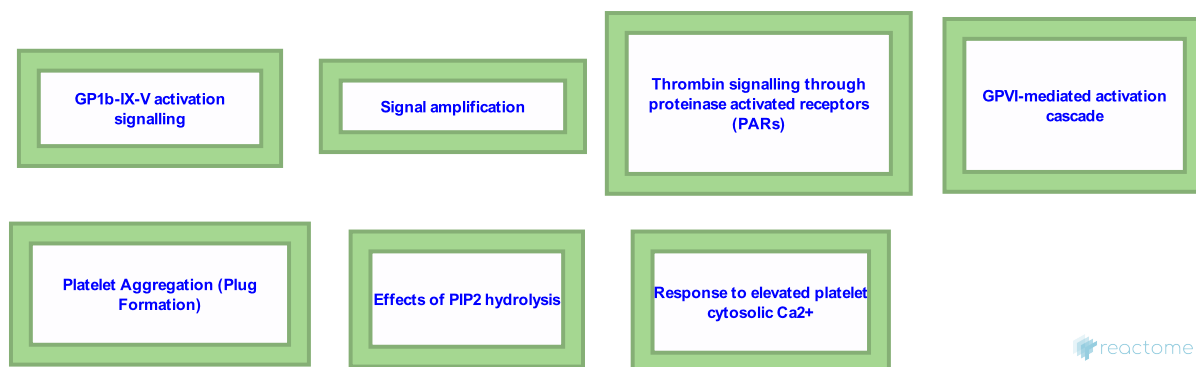 GP1b-IX-V activation
signalling
Signal amplification
Thrombin signalling through
proteinase activated receptors
(PARs)
GPVI-mediated activation
cascade
Platelet Aggregation (Plug
Formation)
Effects of PIP2 hydrolysis
Response to elevated platelet
cytosolic Ca2+
reactome